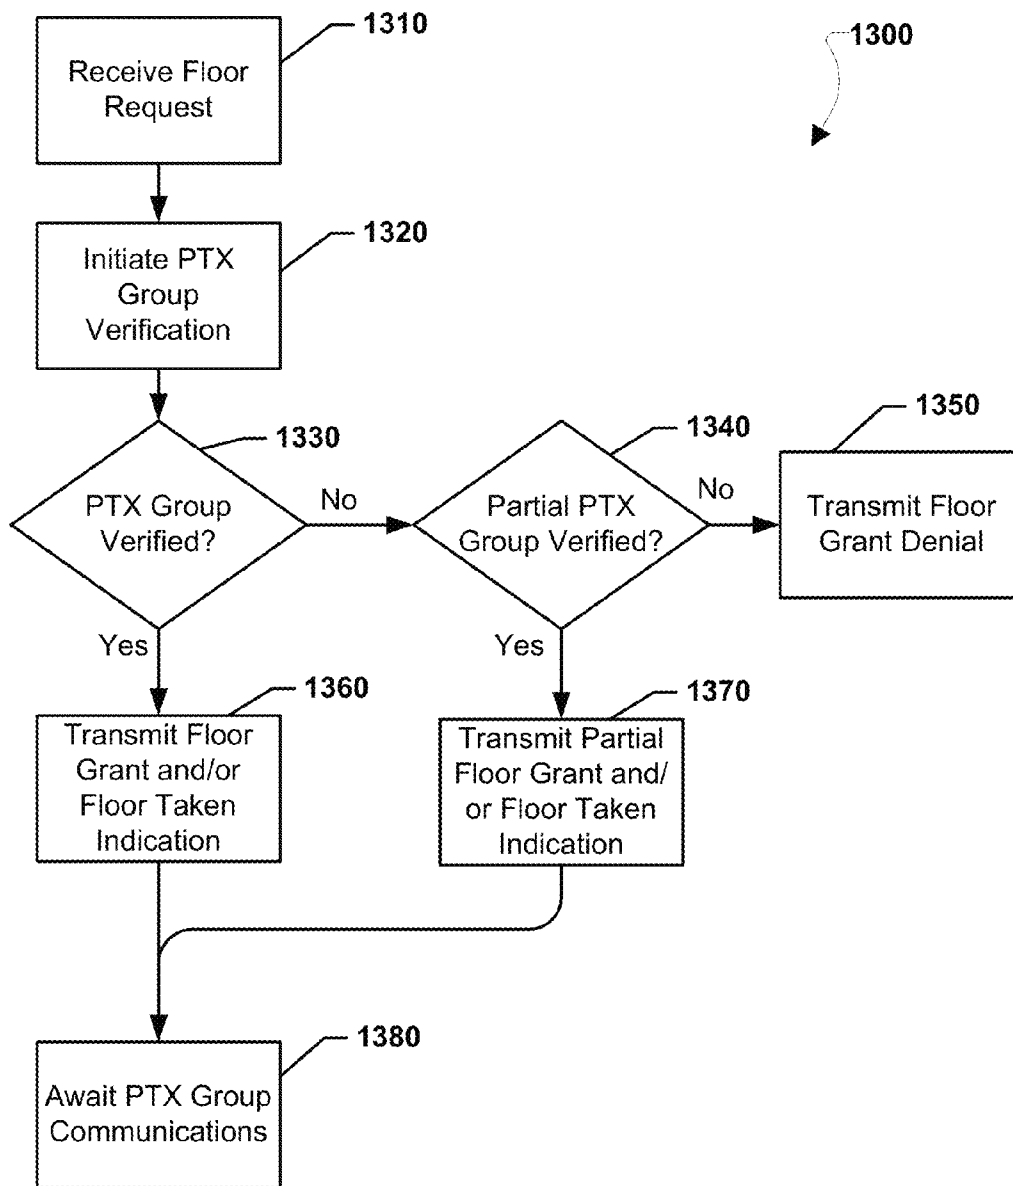 1310
1300
Receive Floor
Request
1320
Initiate PTX
Group
Verification
1330
1340
1350
PTX Group
Verified?
No
Partial PTX
Group Verified?
No
Transmit Floor
Grant Denial
Yes
Yes
1360
1370
Transmit Floor
Grant and/or
Floor Taken
Indication
Transmit Partial
Floor Grant and/
or Floor Taken
Indication
1380
Await PTX Group
Communications